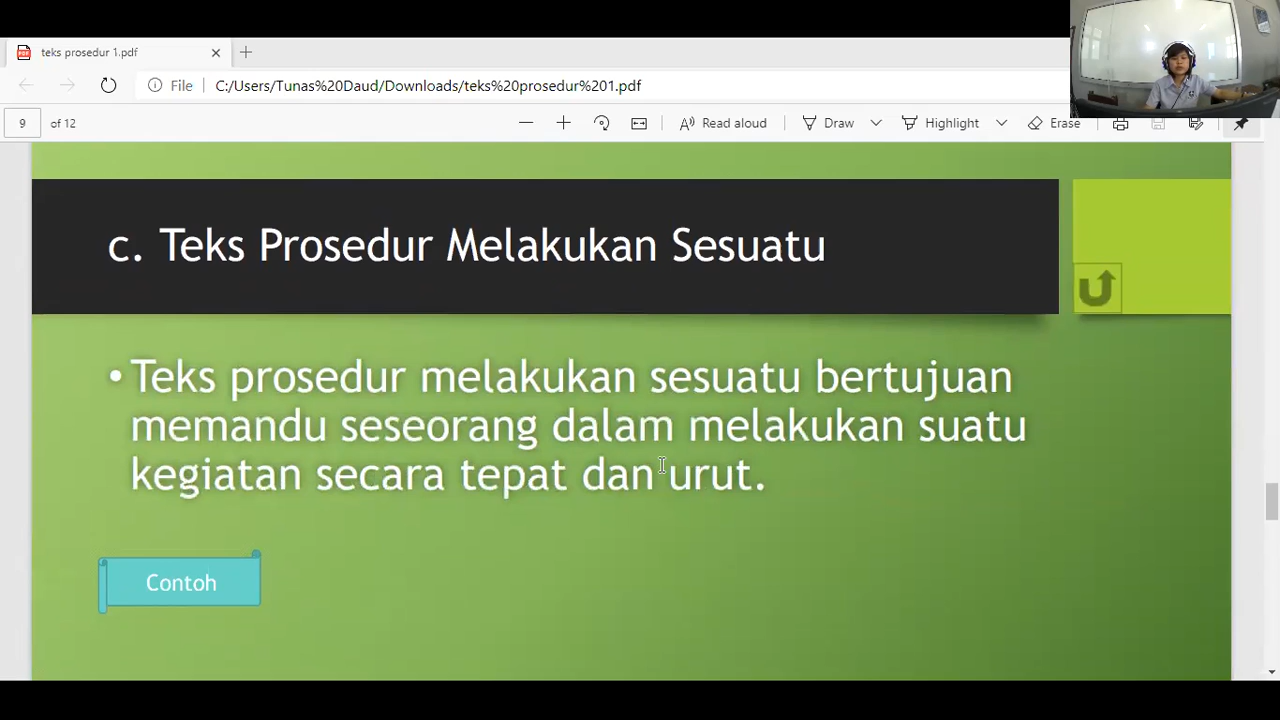 teks prosedur 1.pdf
File C:/Users/Tunas%20Daud/Downloads/teks%20prosedur%201.pdf
9 of 12 Read aloud Draw Highlight Erase
c. Teks Prosedur Melakukan Sesuatu
• Teks prosedur melakukan sesuatu bertujuan
memandu seseorang dalam melakukan suatu
kegiatan secara tepat dan urut.
Contoh